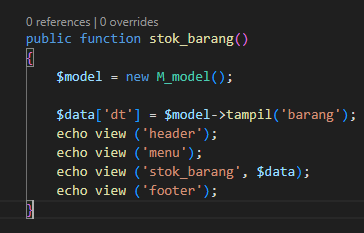 0 references | 0 overrides
public function stok_barang()
{
    $model = new M_model();
    $data['dt'] = $model->tampil('barang');
    echo view ('header');
    echo view ('menu');
    echo view ('stok_barang', $data);
    echo view ('footer');
}